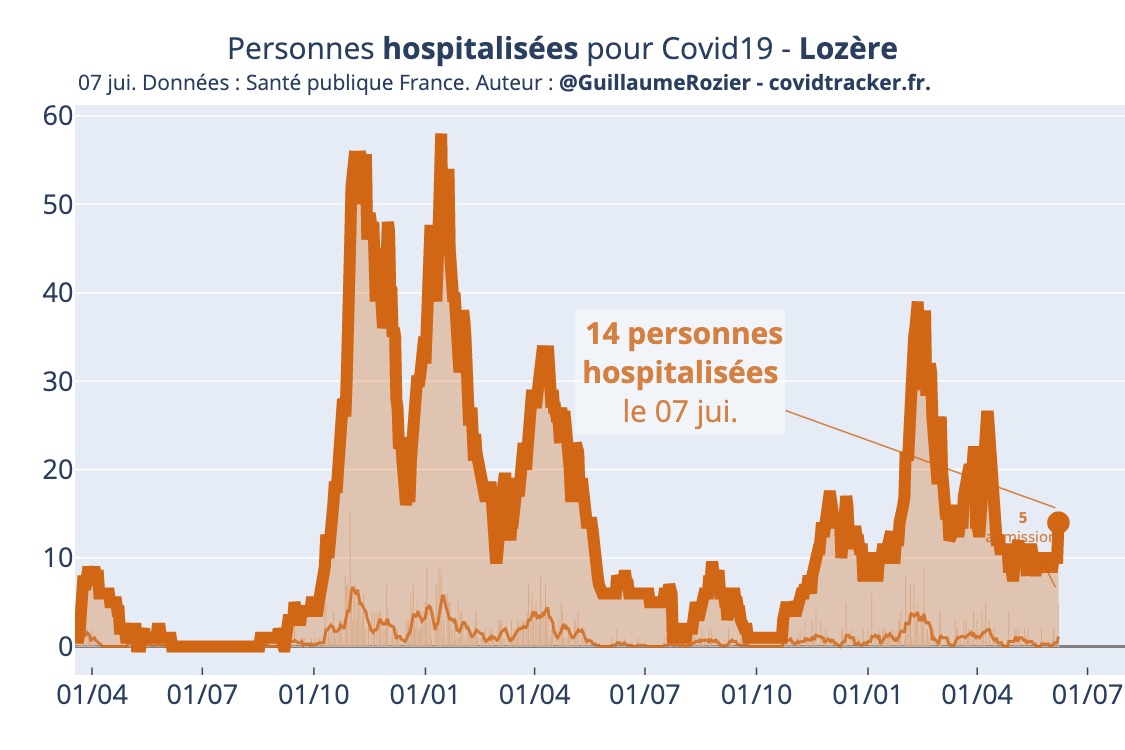 Personnes hospitalisées pour Covid19 - Lozère
07 jui. Données : Santé publique France. Auteur : @GuillaumeRozier - covidtracker.fr.
60
50
40
30
20
10
0
14 personnes
hospitalisées
le 07 jui.
5
01/04 01/07 01/10 01/01 01/04 01/07 01/10 01/01 01/04 01/07